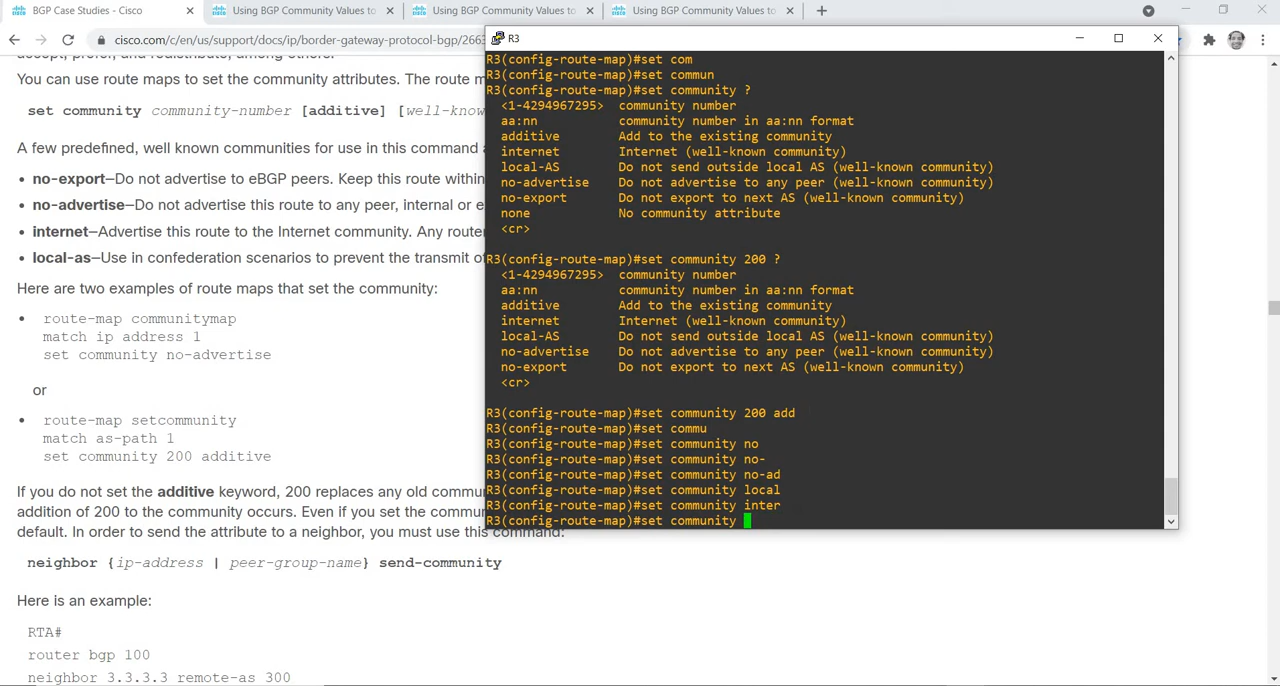 BGP Case Studies - Cisco
Using BGP Community Values to
Using BGP Community Values to
Using BGP Community Values to
cisco.com/c/en/us/support/docs/ip/border-gateway-protocol-bgp/266
You can use route maps to set the community attributes. The route m
set community community-number [additive] [well-know
A few predefined, well known communities for use in this command a
• no-export—Do not advertise to eBGP peers. Keep this route within
• no-advertise—Do not advertise this route to any peer, internal or e
• internet—Advertise this route to the Internet community. Any route
• local-as—Use in confederation scenarios to prevent the transmit of
Here are two examples of route maps that set the community:
• route-map communitymap
match ip address 1
set community no-advertise
or
• route-map setcommunity
match as-path 1
set community 200 additive
If you do not set the additive keyword, 200 replaces any old commu
addition of 200 to the community occurs. Even if you set the commu
default. In order to send the attribute to a neighbor, you must use this command:
neighbor {ip-address | peer-group-name} send-community
Here is an example:
RTA#
router bgp 100
neighbor 3.3.3.3 remote-as 300
R3
R3(config-route-map)#set com
R3(config-route-map)#set commun
R3(config-route-map)#set community ?
<1-4294967295> community number
aa:nn community number in aa:nn format
additive Add to the existing community
internet Internet (well-known community)
local-AS Do not send outside local AS (well-known community)
no-advertise Do not advertise to any peer (well-known community)
no-export Do not export to next AS (well-known community)
none No community attribute
<cr>
R3(config-route-map)#set community 200 ?
<1-4294967295> community number
aa:nn community number in aa:nn format
additive Add to the existing community
internet Internet (well-known community)
local-AS Do not send outside local AS (well-known community)
no-advertise Do not advertise to any peer (well-known community)
no-export Do not export to next AS (well-known community)
<cr>
R3(config-route-map)#set community 200 add
R3(config-route-map)#set commu
R3(config-route-map)#set community no
R3(config-route-map)#set community no-
R3(config-route-map)#set community no-ad
R3(config-route-map)#set community local
R3(config-route-map)#set community inter
R3(config-route-map)#set community